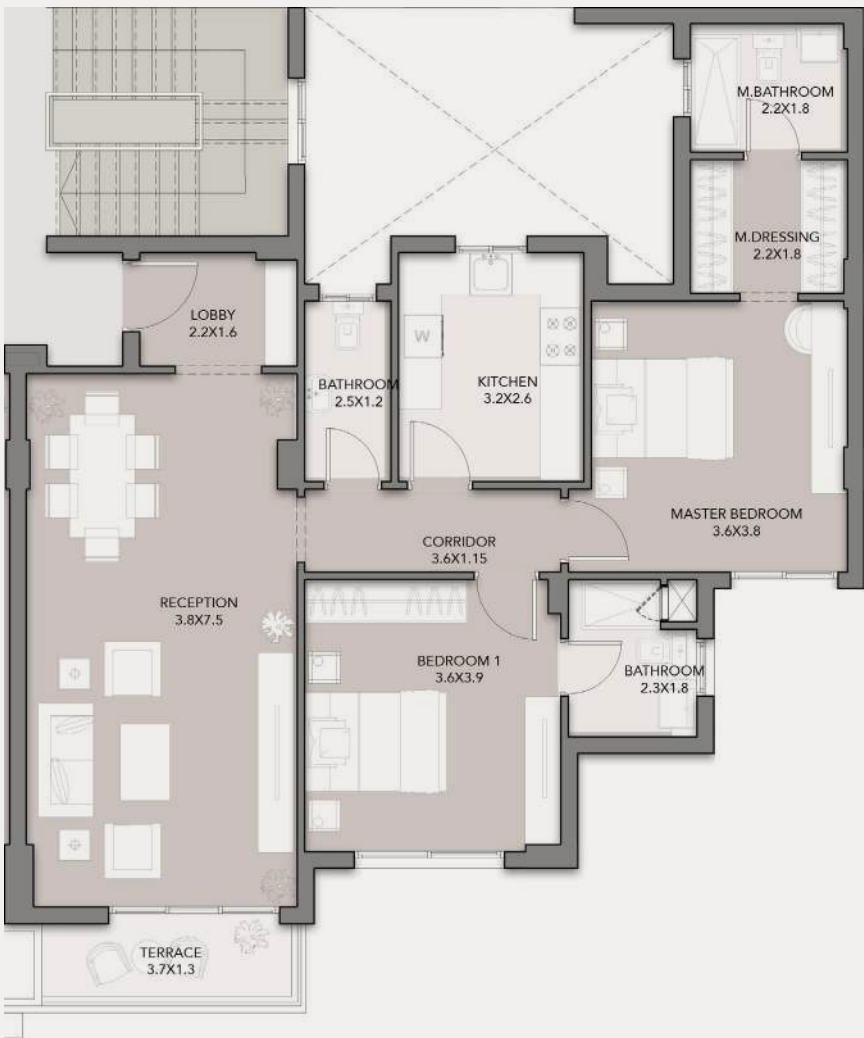 M.BATHROOM
2.2X1.8
M.DRESSING
2.2X1.8
LOBBY
2.2X1.6
W
BATHROOM
2.5X1.2
KITCHEN
3.2X2.6
MASTER BEDROOM
3.6X3.8
CORRIDOR
3.6X1.15
RECEPTION
3.8X7.5
BEDROOM 1
3.6X3.9
BATHROOM
2.3X1.8
TERRACE
3.7X1.3